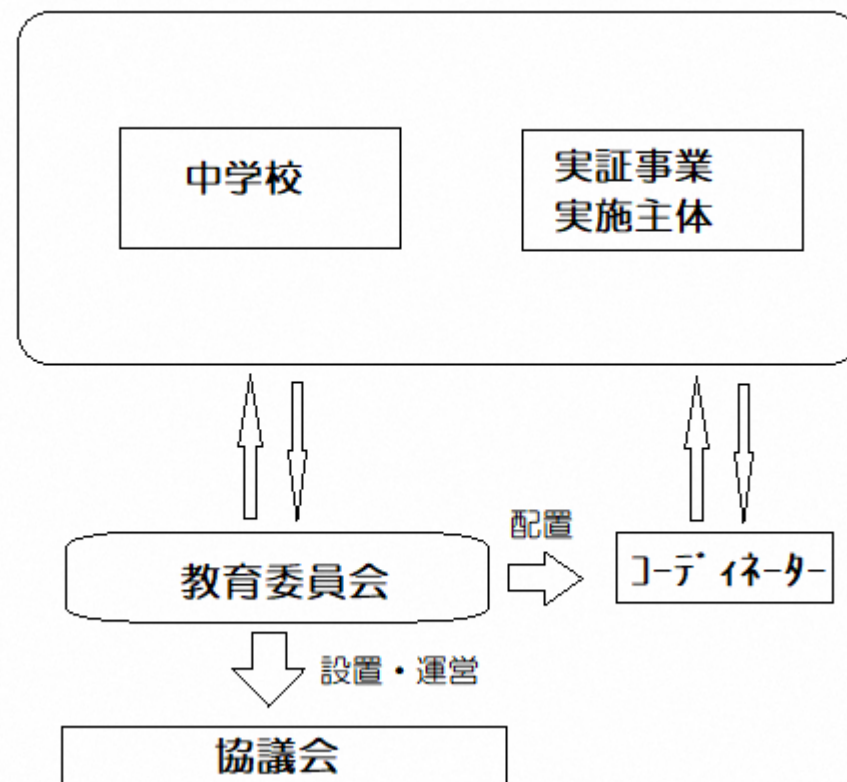 中学校
実証事業
実施主体
配置
教育委員会
ｺｰﾃﾞｨﾈｰﾀｰ
設置・運営
協議会